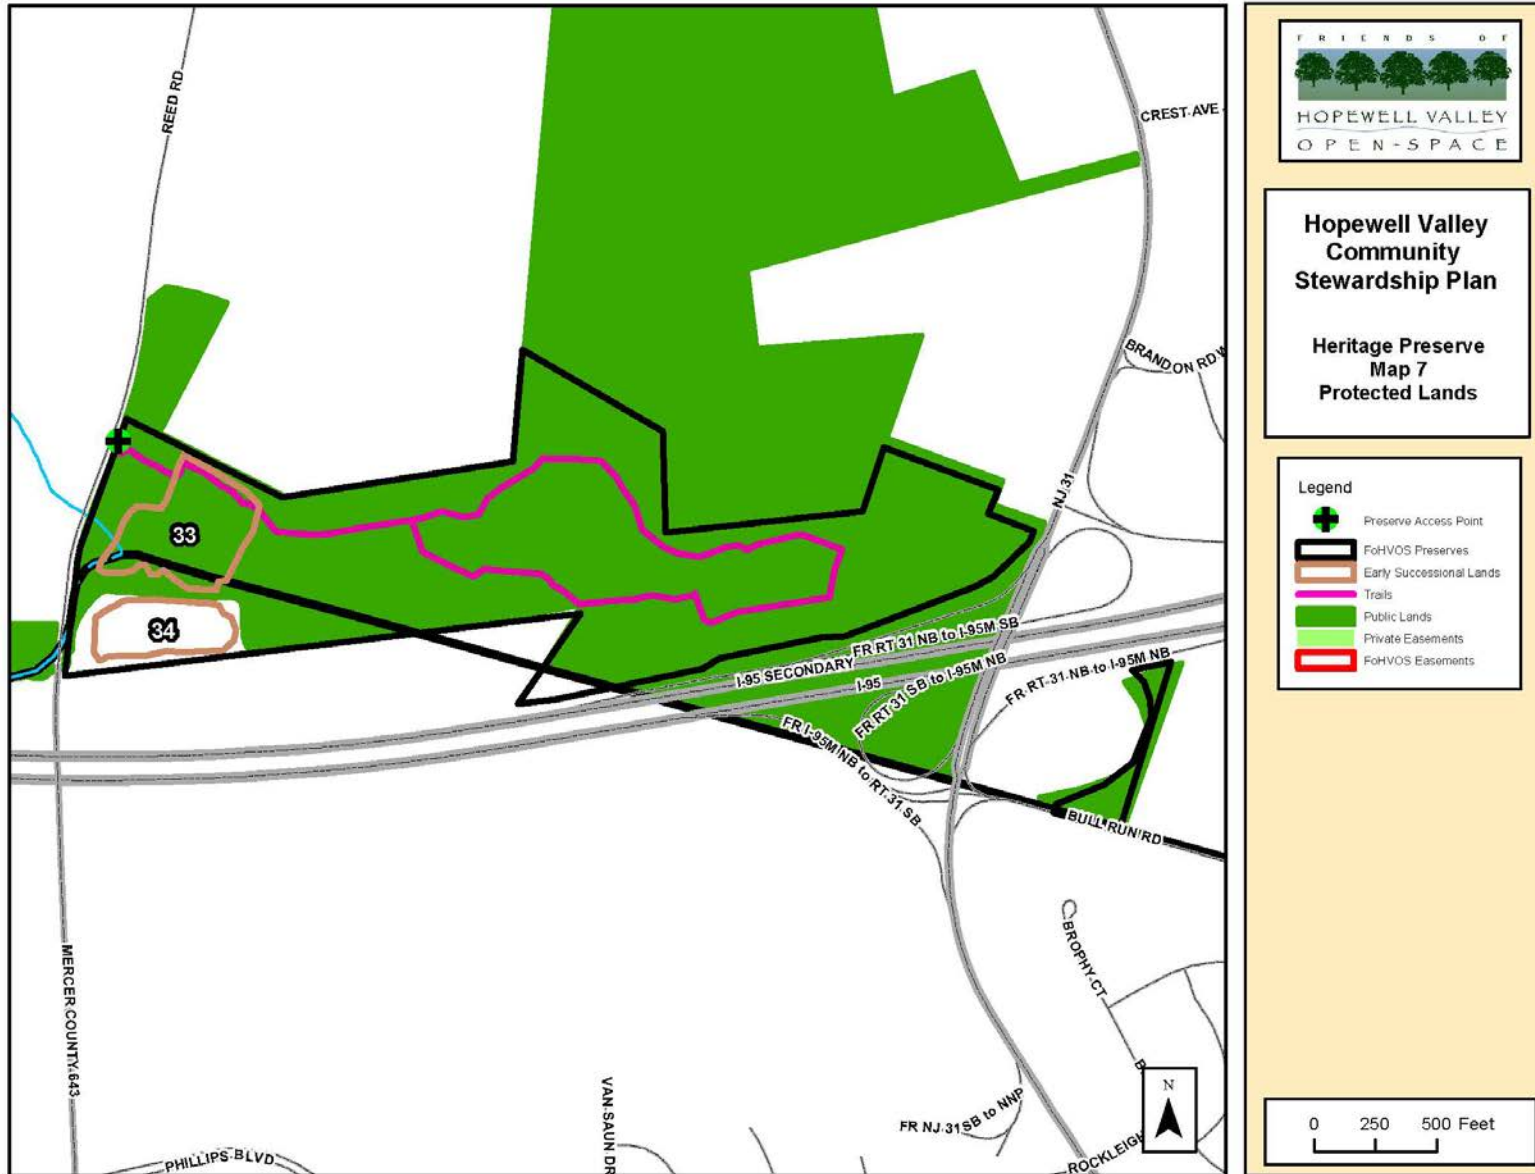 REED RD
CREST AVE
BRANDON RD W
NJ 31
33
34
FR RT 31 NB to I-95M SB
I-95 SECONDARY
I-95
FR RT 31 SB to I-95M NB
FR RT-31-NB-to I-95M NB
FR I-95M NB to RT-31 SB
BULL RUN RD
MERCER COUNTY 643
BROPHY CT
B
VAN SAUN DR
FR NJ 31 SB to NNP
ROCKLEIGH
PHILLIPS BLVD
N
FRIENDS OF
HOPEWELL VALLEY
OPEN-SPACE
Hopewell Valley
Community
Stewardship Plan
Heritage Preserve
Map 7
Protected Lands
Legend
Preserve Access Point
FoHVOS Preserves
Early Successional Lands
Trails
Public Lands
Private Easements
FoHVOS Easements
0 250 500 Feet